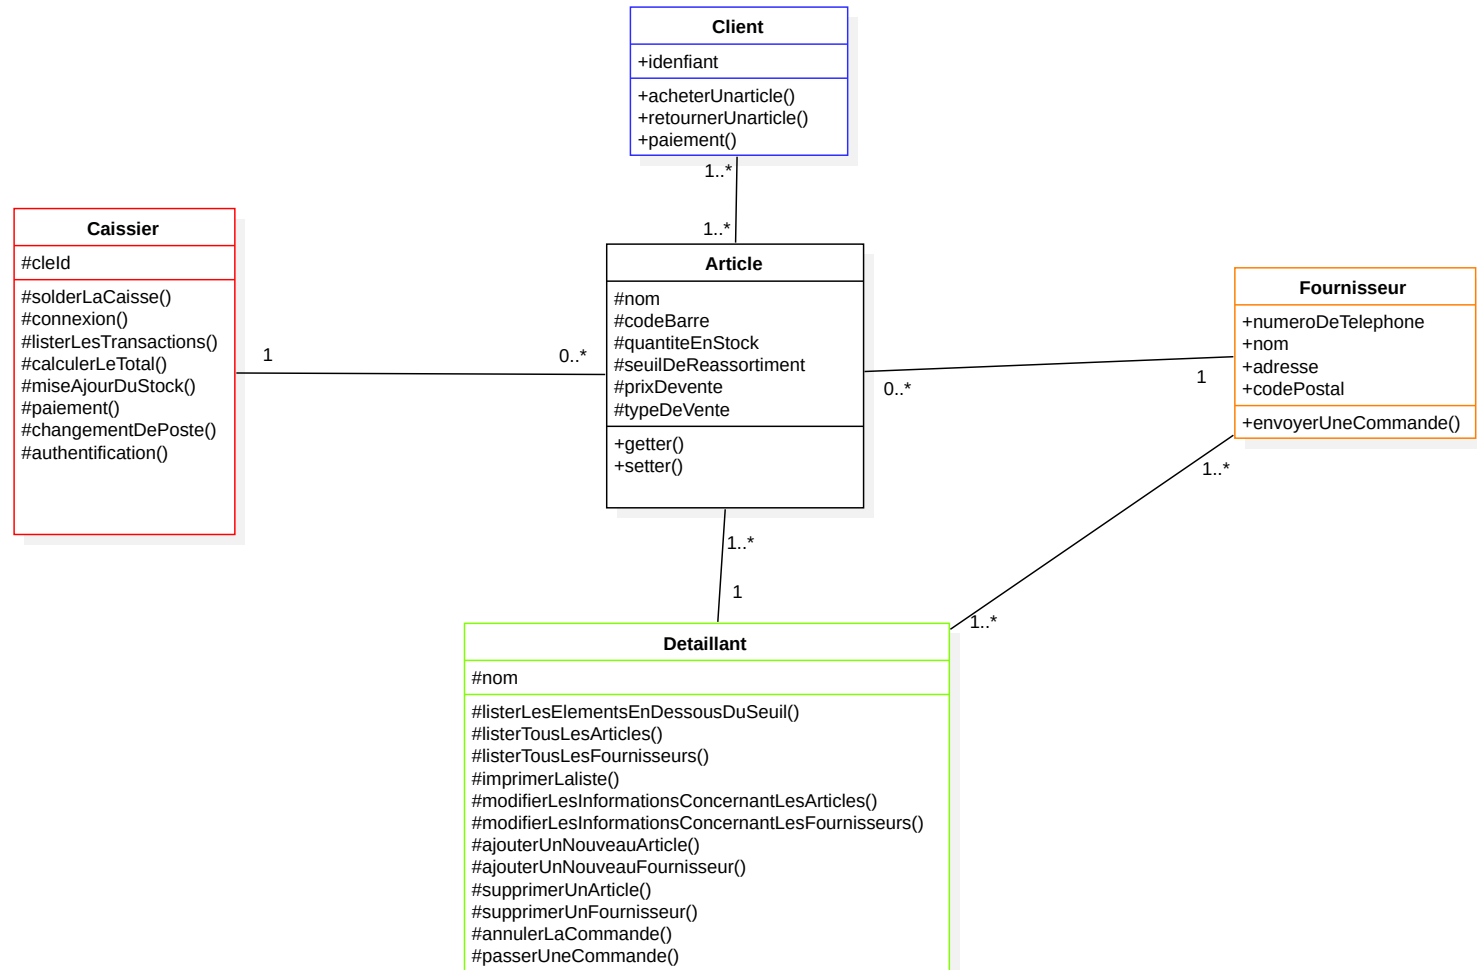 Client
+idenfiant
+acheterUnarticle()
+retournerUnarticle()
+paiement()
1..*
1..*
Caissier
#cleId
#solderLaCaisse()
#connexion()
#listerLesTransactions()
#calculerLeTotal()
#miseAjourDuStock()
#paiement()
#changementDePoste()
#authentification()
1
0..*
Article
#nom
#codeBarre
#quantiteEnStock
#seuilDeReassortiment
#prixDevente
#typeDeVente
+getter()
+setter()
0..*
1
Fournisseur
+numeroDeTelephone
+nom
+adresse
+codePostal
+envoyerUneCommande()
1..*
1..*
1..*
1
Detaillant
#nom
#listerLesElementsEnDessousDuSeuil()
#listerTousLesArticles()
#listerTousLesFournisseurs()
#imprimerLaliste()
#modifierLesInformationsConcernantLesArticles()
#modifierLesInformationsConcernantLesFournisseurs()
#ajouterUnNouveauArticle()
#ajouterUnNouveauFournisseur()
#supprimerUnArticle()
#supprimerUnFournisseur()
#annulerLaCommande()
#passerUneCommande()